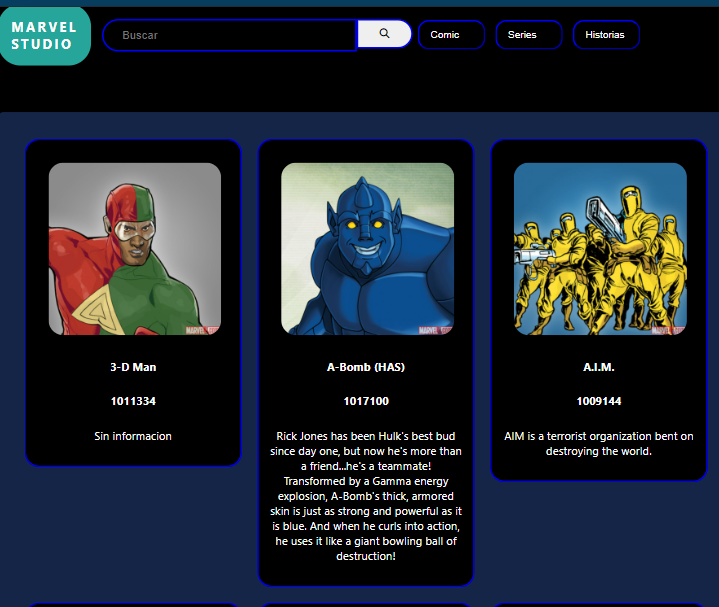 MARVEL
STUDIO
Buscar
Comic
Series
Historias
MARVEL
MARVEL
MARVEL
3-D Man
1011334
Sin informacion
A-Bomb (HAS)
1017100
Rick Jones has been Hulk's best bud
since day one, but now he's more than
a friend...he's a teammate!
Transformed by a Gamma energy
explosion, A-Bomb's thick, armored
skin is just as strong and powerful as it
is blue. And when he curls into action,
he uses it like a giant bowling ball of
destruction!
A.I.M.
1009144
AIM is a terrorist organization bent on
destroying the world.